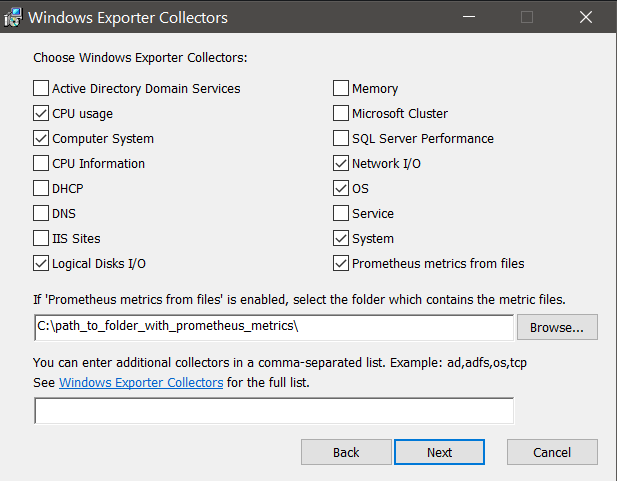 Windows Exporter Collectors
Choose Windows Exporter Collectors:
Active Directory Domain Services
CPU usage
Computer System
CPU Information
DHCP
DNS
IIS Sites
Logical Disks I/O
Memory
Microsoft Cluster
SQL Server Performance
Network I/O
OS
Service
System
Prometheus metrics from files
If 'Prometheus metrics from files' is enabled, select the folder which contains the metric files.
C:\path_to_folder_with_prometheus_metrics\
Browse...
You can enter additional collectors in a comma-separated list. Example: ad,adfs,os,tcp
See Windows Exporter Collectors for the full list.
Back
Next
Cancel